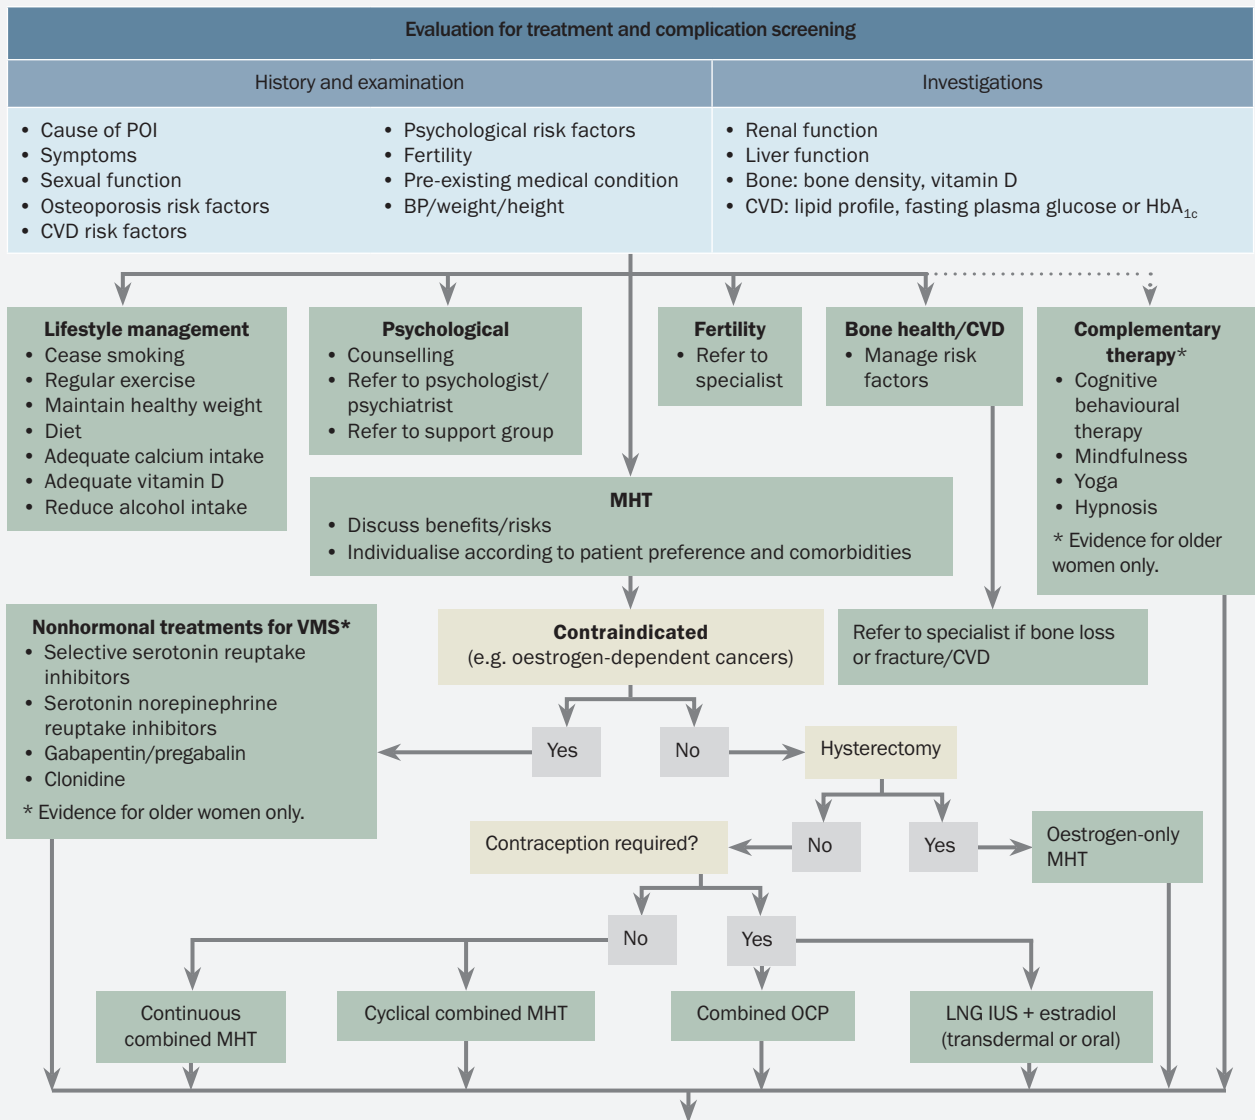 Evaluation for treatment and complication screening
History and examination
Investigations
• Cause of POI
• Symptoms
• Sexual function
• Osteoporosis risk factors
• CVD risk factors
• Psychological risk factors
• Fertility
• Pre-existing medical condition
• BP/weight/height
• Renal function
• Liver function
• Bone: bone density, vitamin D
• CVD: lipid profile, fasting plasma glucose or HbA1c
Lifestyle management
• Cease smoking
• Regular exercise
• Maintain healthy weight
• Diet
• Adequate calcium intake
• Adequate vitamin D
• Reduce alcohol intake
Psychological
• Counselling
• Refer to psychologist/
psychiatrist
• Refer to support group
Fertility
• Refer to
specialist
Bone health/CVD
• Manage risk
factors
Complementary
therapy*
• Cognitive
behavioural
therapy
• Mindfulness
• Yoga
• Hypnosis
* Evidence for older
women only.
MHT
• Discuss benefits/risks
• Individualise according to patient preference and comorbidities
Nonhormonal treatments for VMS*
• Selective serotonin reuptake
inhibitors
• Serotonin norepinephrine
reuptake inhibitors
• Gabapentin/pregabalin
• Clonidine
* Evidence for older women only.
Contraindicated
(e.g. oestrogen-dependent cancers)
Refer to specialist if bone loss
or fracture/CVD
Yes
No
Hysterectomy
Contraception required?
No
Yes
Oestrogen-only
MHT
No
Yes
Continuous
combined MHT
Cyclical combined MHT
Combined OCP
LNG IUS + estradiol
(transdermal or oral)